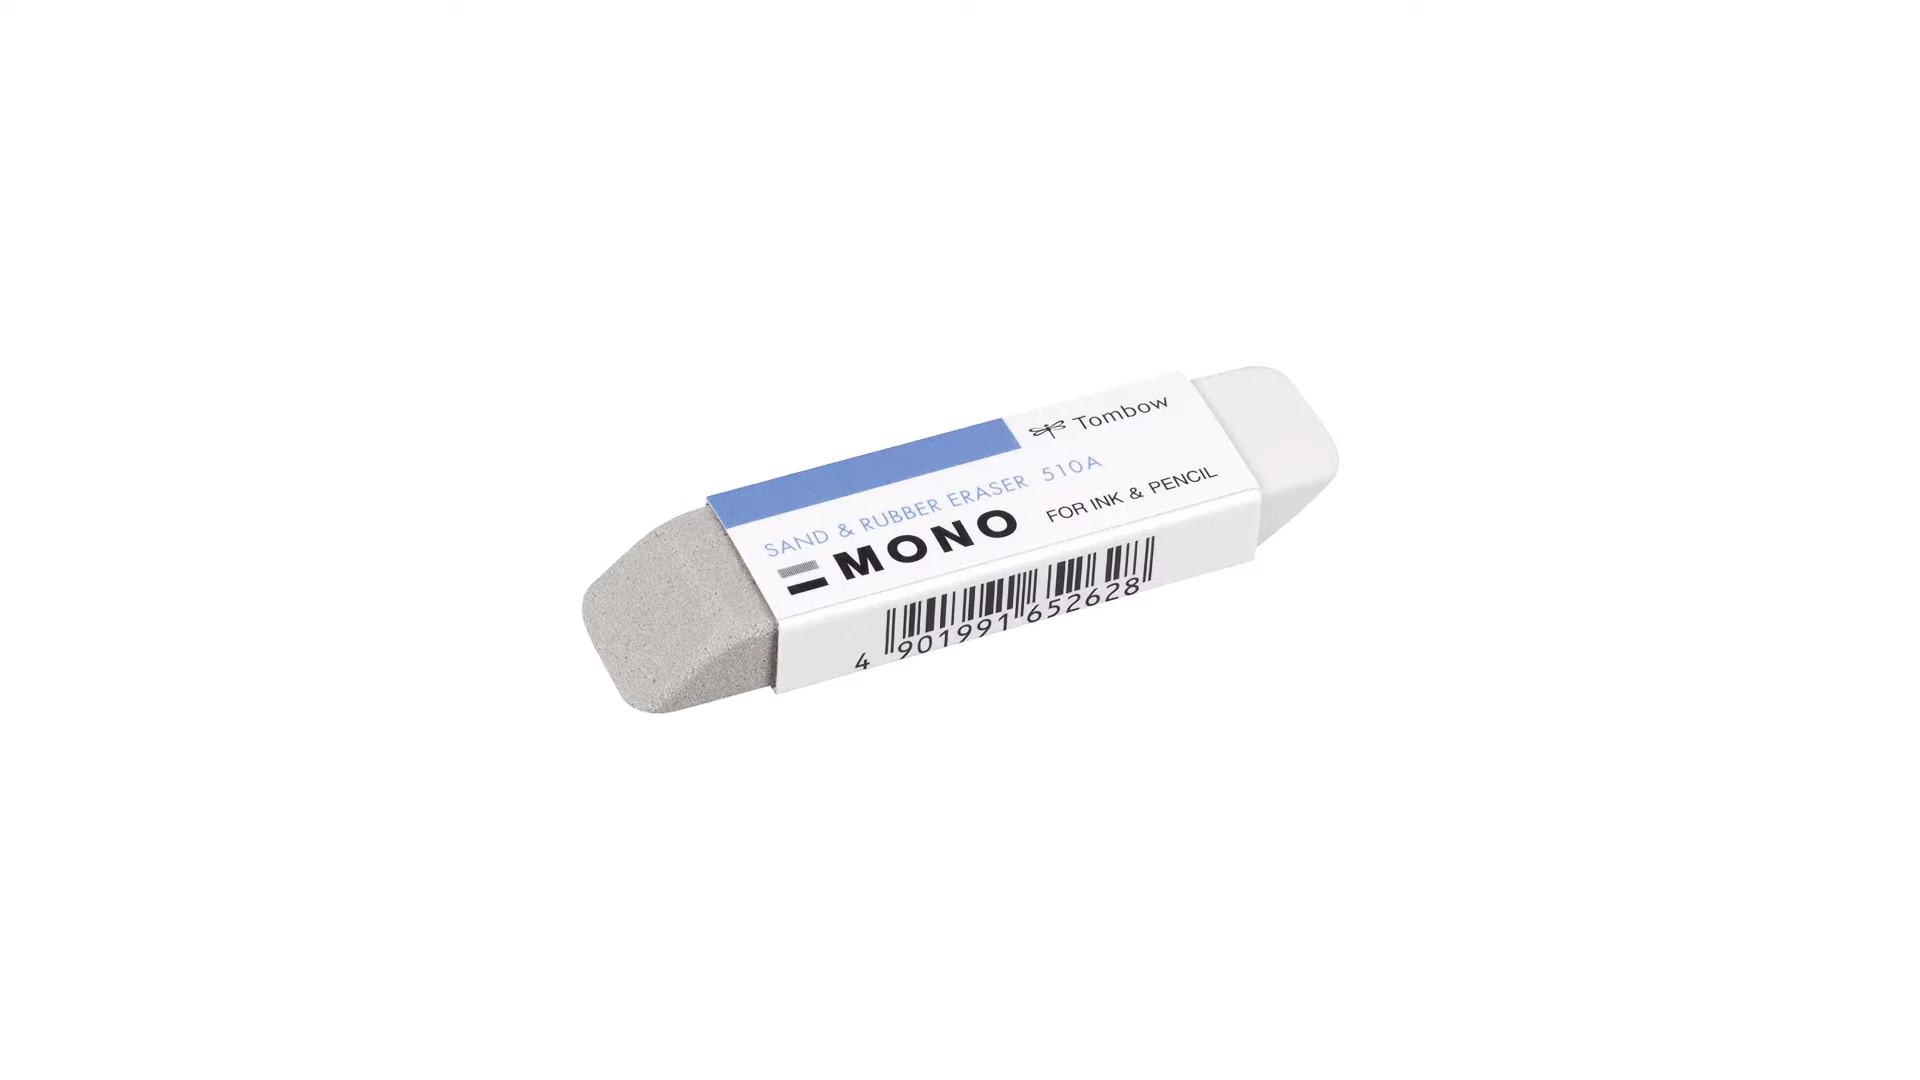 Tombow
SAND & RUBBER ERASER 510A
MONO
FOR INK & PENCIL
4 901991 652628